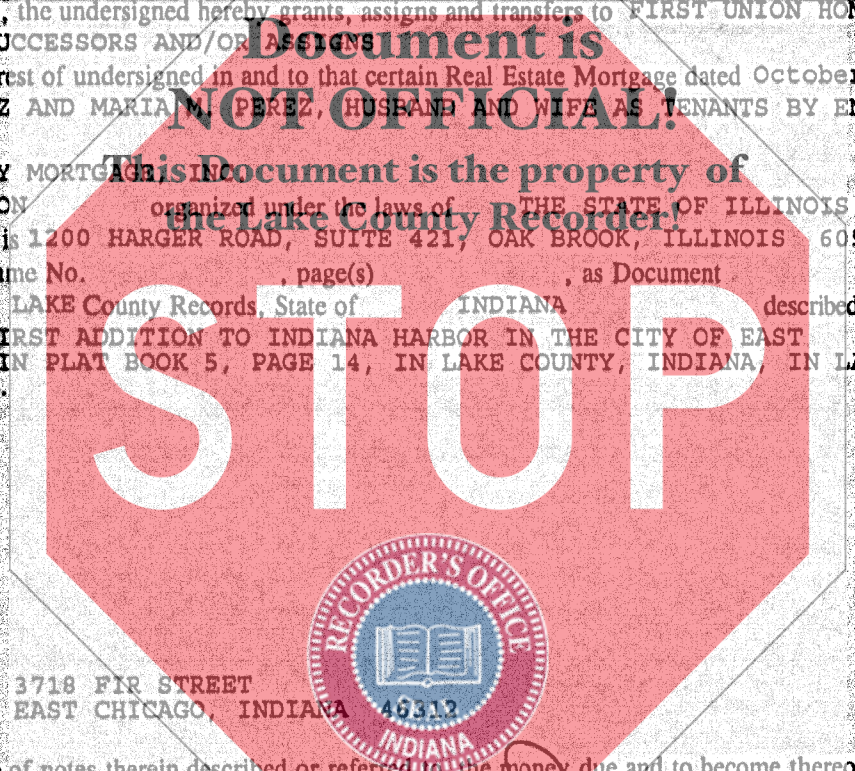 , the undersigned hereby grants, assigns and transfers to FIRST UNION HO
UCCESSORS AND/OR ASSIGNS
Document is
est of undersigned in and to that certain Real Estate Mortgage dated Octobe
Z AND MARIA M. PEREZ, HUSBAND AND WIFE AS TENANTS BY E
NOT OFFICIAL!
Y MORTGAGE, INC.
This Document is the property of
ON organized under the laws of THE STATE OF ILLINOIS
the Lake County Recorder!
is 1200 HARGER ROAD, SUITE 421, OAK BROOK, ILLINOIS 60
me No. , page(s) , as Document
LAKE County Records, State of INDIANA described
IRST ADDITION TO INDIANA HARBOR IN THE CITY OF EAST
IN PLAT BOOK 5, PAGE 14, IN LAKE COUNTY, INDIANA, IN LA
STOP
RECORDER'S OFFICE
3718 FIR STREET
EAST CHICAGO, INDIANA 46312
INDIANA
of notes therein described or referred to, the money due and to become thereo